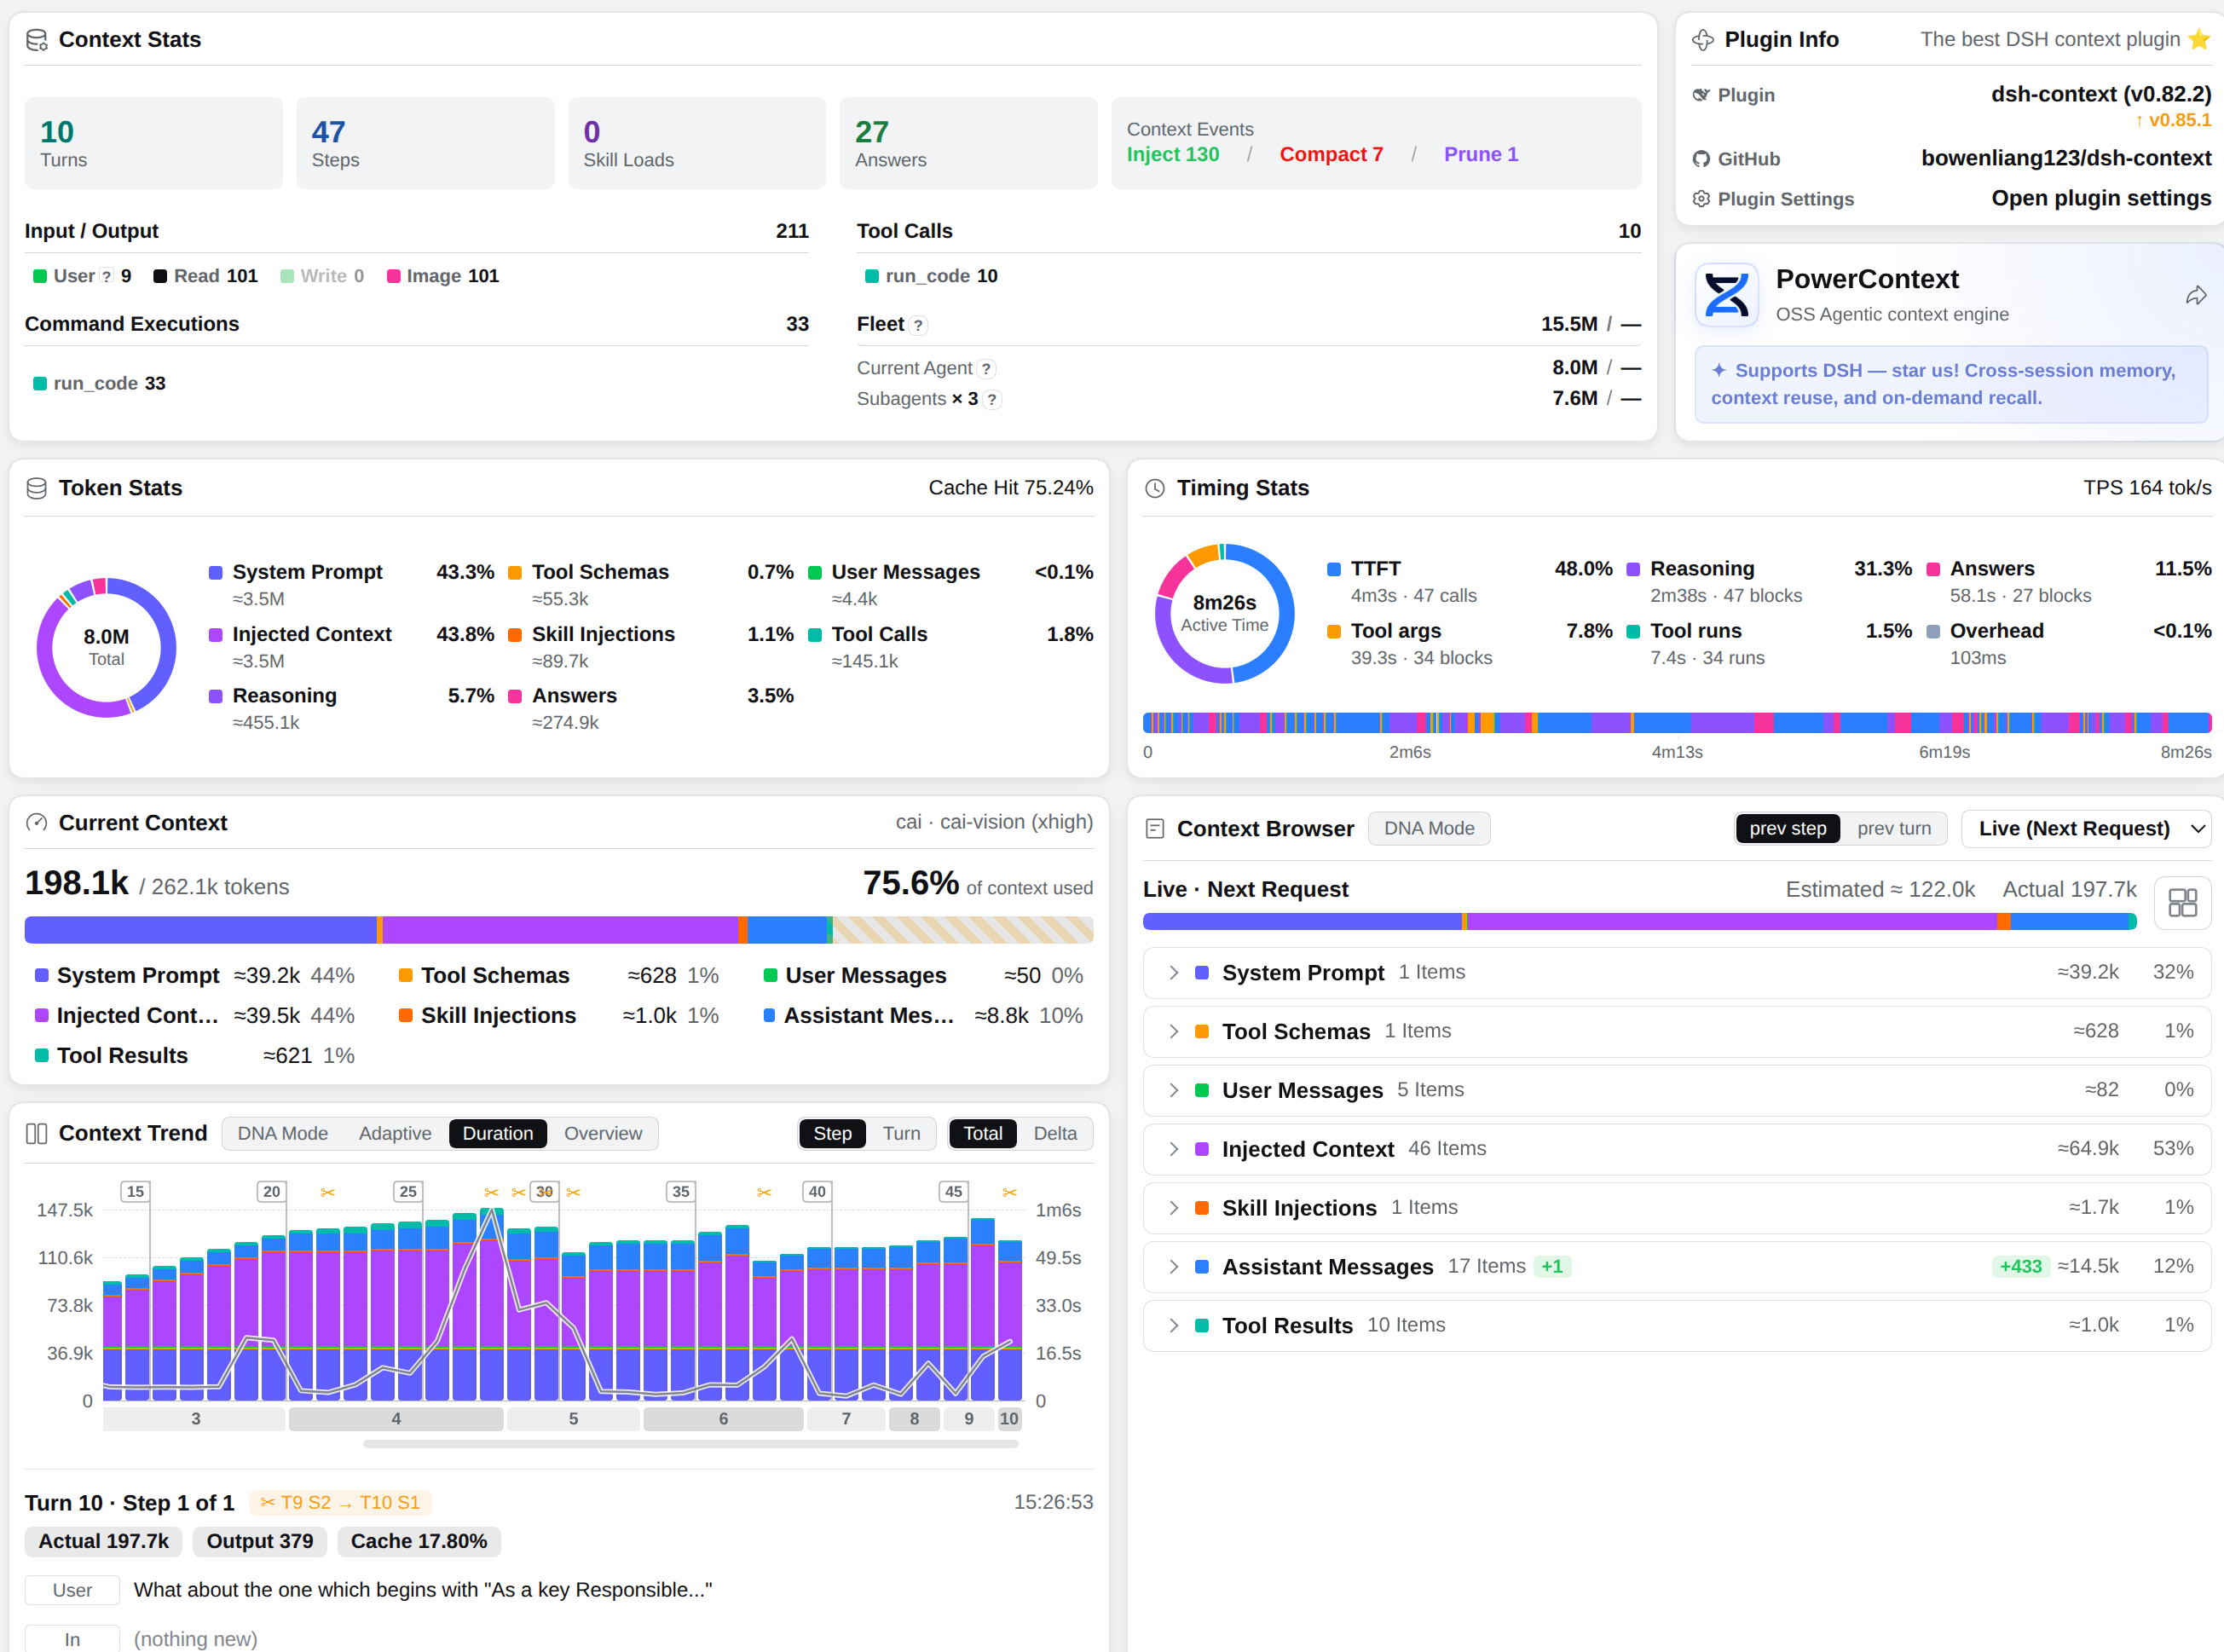 Context Stats
10
Turns
47
Steps
0
Skill Loads
27
Answers
Context Events
Inject 130 / Compact 7 / Prune 1
Input / Output 211
User ? 9 Read 101 Write 0 Image 101
Command Executions 33
run_code 33
Tool Calls 10
run_code 10
Fleet ? 15.5M / —
Current Agent ? 8.0M / —
Subagents × 3 ? 7.6M / —
Plugin Info The best DSH context plugin ⭐
Plugin dsh-context (v0.82.2)
↑ v0.85.1
GitHub bowenliang123/dsh-context
Plugin Settings Open plugin settings
PowerContext
OSS Agentic context engine
✦ Supports DSH — star us! Cross-session memory,
context reuse, and on-demand recall.
Token Stats Cache Hit 75.24%
8.0M
Total
System Prompt 43.3% Tool Schemas 0.7% User Messages <0.1%
≈3.5M ≈55.3k ≈4.4k
Injected Context 43.8% Skill Injections 1.1% Tool Calls 1.8%
≈3.5M ≈89.7k ≈145.1k
Reasoning 5.7% Answers 3.5%
≈455.1k ≈274.9k
Timing Stats TPS 164 tok/s
8m26s
Active Time
TTFT 48.0% Reasoning 31.3% Answers 11.5%
4m3s · 47 calls 2m38s · 47 blocks 58.1s · 27 blocks
Tool args 7.8% Tool runs 1.5% Overhead <0.1%
39.3s · 34 blocks 7.4s · 34 runs 103ms
0 2m6s 4m13s 6m19s 8m26s
Current Context cai · cai-vision (xhigh)
198.1k / 262.1k tokens 75.6% of context used
System Prompt ≈39.2k 44% Tool Schemas ≈628 1% User Messages ≈50 0%
Injected Cont... ≈39.5k 44% Skill Injections ≈1.0k 1% Assistant Mes... ≈8.8k 10%
Tool Results ≈621 1%
Context Trend DNA Mode Adaptive Duration Overview Step Turn Total Delta
15 20 25 30 35 40 45
147.5k 1m6s
110.6k 49.5s
73.8k 33.0s
36.9k 16.5s
0 0
3 4 5 6 7 8 9 10
Turn 10 · Step 1 of 1 ✂ T9 S2 → T10 S1 15:26:53
Actual 197.7k Output 379 Cache 17.80%
User What about the one which begins with "As a key Responsible..."
In (nothing new)
Context Browser DNA Mode prev step prev turn Live (Next Request)
Live · Next Request Estimated ≈ 122.0k Actual 197.7k
System Prompt 1 Items ≈39.2k 32%
Tool Schemas 1 Items ≈628 1%
User Messages 5 Items ≈82 0%
Injected Context 46 Items ≈64.9k 53%
Skill Injections 1 Items ≈1.7k 1%
Assistant Messages 17 Items +1 +433 ≈14.5k 12%
Tool Results 10 Items ≈1.0k 1%